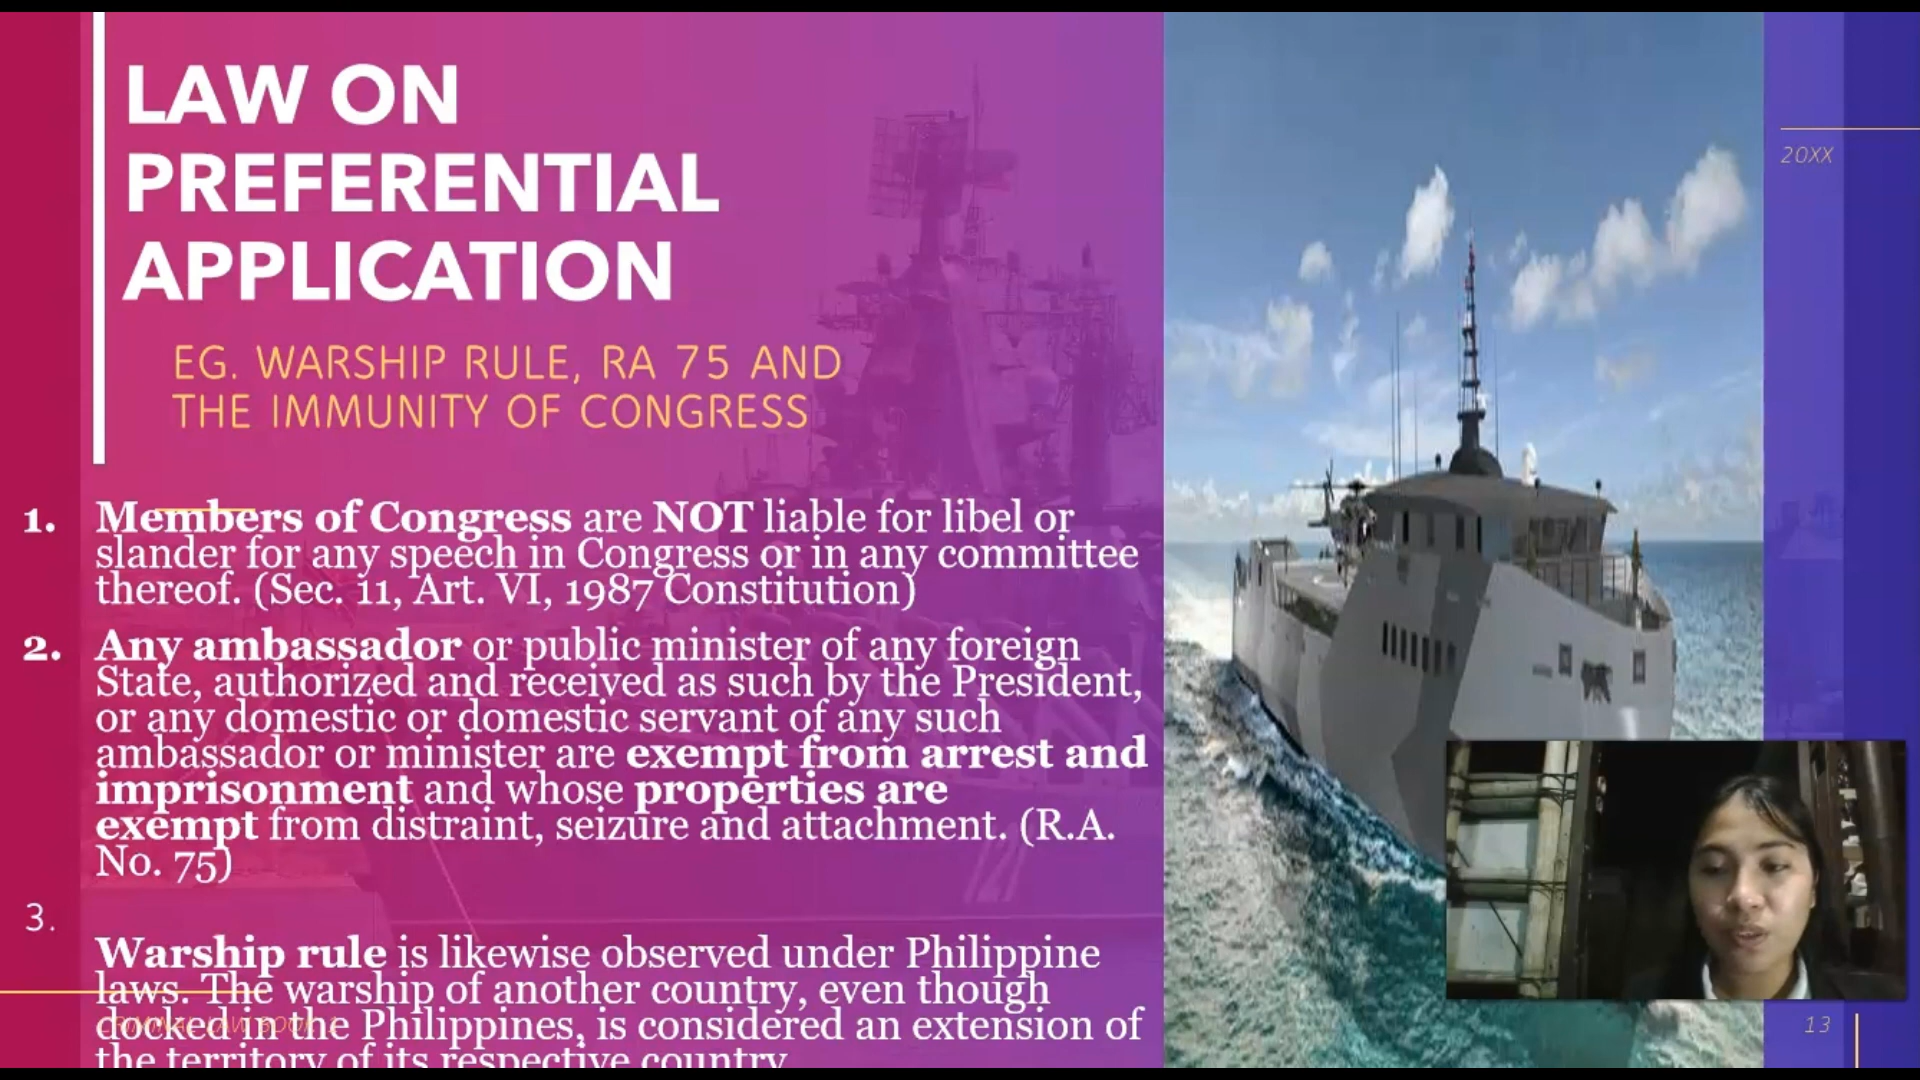 LAW ON
PREFERENTIAL
APPLICATION
EG. WARSHIP RULE, RA 75 AND
THE IMMUNITY OF CONGRESS
1. Members of Congress are NOT liable for libel or
slander for any speech in Congress or in any committee
thereof. (Sec. 11, Art. VI, 1987 Constitution)
2. Any ambassador or public minister of any foreign
State, authorized and received as such by the President,
or any domestic or domestic servant of any such
ambassador or minister are exempt from arrest and
imprisonment and whose properties are
exempt from distraint, seizure and attachment. (R.A.
No. 75)
3.
Warship rule is likewise observed under Philippine
laws. The warship of another country, even though
docked in the Philippines, is considered an extension of
the territory of its respective country
CRIMINAL LAW BOOK 1
20XX
13